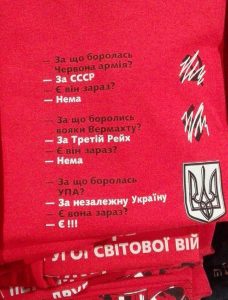 — За що боролась
Червона армія?
— За СССР
— Є він зараз?
— Нема
— За що боролись
вояки Вермахту?
— За Третій Рейх
— Є він зараз?
— Нема
— За що боролась
УПА?
— За незалежну Україну
— Є вона зараз?
— Є !!!
УГОЇ СВІТОВОЇ ВІЙ